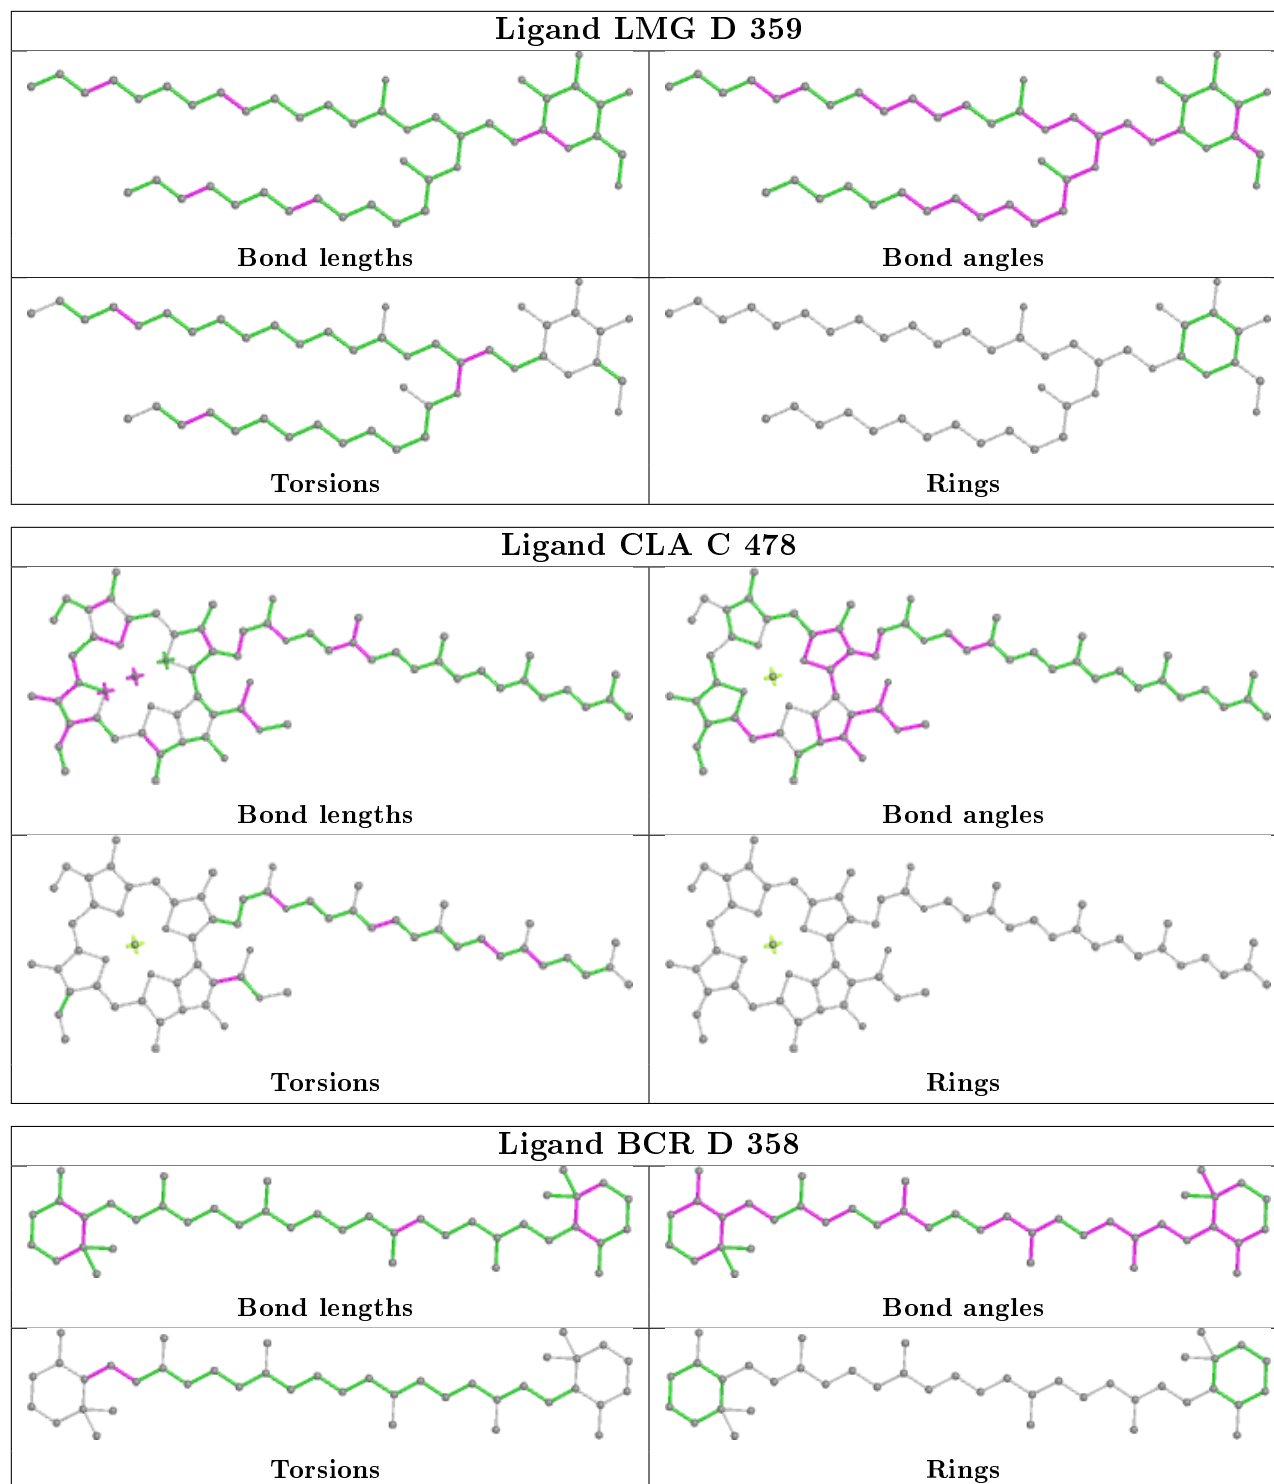 Ligand LMG D 359
Bond lengths
Bond angles
Torsions
Rings
Ligand CLA C 478
Bond lengths
Bond angles
Torsions
Rings
Ligand BCR D 358
Bond lengths
Bond angles
Torsions
Rings